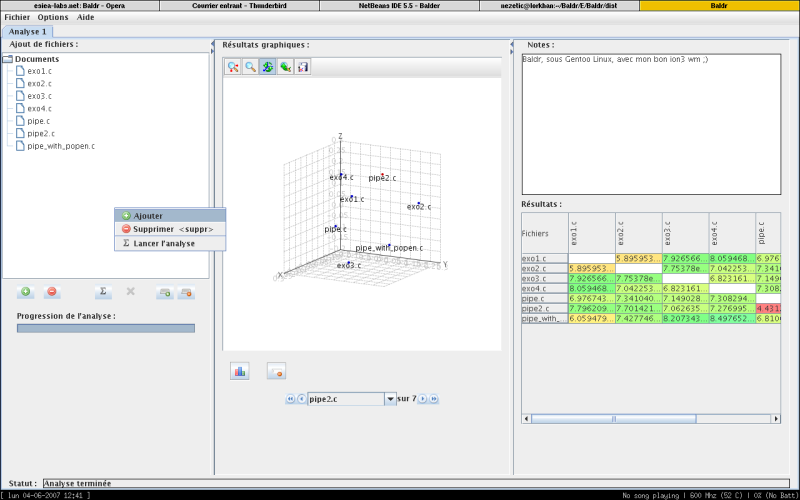 esiea-labs.net: Baldr - Opera
Courrier entrant - Thunderbird
NetBeans IDE 5.5 - Balder
nezetic@lorkhan:~/Baldr/E/Baldr/dist
Baldr
Fichier Options Aide
Analyse 1
Ajout de fichiers :
Documents
exo1.c
exo2.c
exo3.c
exo4.c
pipe.c
pipe2.c
pipe_with_popen.c
Ajouter
Supprimer <suppr>
Σ Lancer l'analyse
Σ
Progression de l'analyse :
Résultats graphiques :
Z
exo4.c
pipe2.c
exo1.c
exo2.c
pipe.c
pipe_with_popen.c
exo3.c
X
Y
pipe2.c sur 7
Notes :
Baldr, sous Gentoo Linux, avec mon bon ion3 wm ;)
Résultats :
Fichiers exo1.c exo2.c exo3.c exo4.c pipe.c
exo1.c 5.895953... 7.926566... 8.059468... 6.976
exo2.c 5.895953... 7.75378e... 7.042253... 7.341
exo3.c 7.926566... 7.75378e... 6.823161... 7.149
exo4.c 8.059468... 7.042253... 6.823161... 7.308
pipe.c 6.976743... 7.341040... 7.149028... 7.308294...
pipe2.c 7.796209... 7.701421... 7.062635... 7.276995... 4.431
pipe_with_... 6.059479... 7.427746... 8.207343... 8.497652... 6.810
Statut : Analyse terminée
[ lun 04-06-2007 12:41 ]
No song playing | 600 Mhz (52 C) | 0% (No Batt)